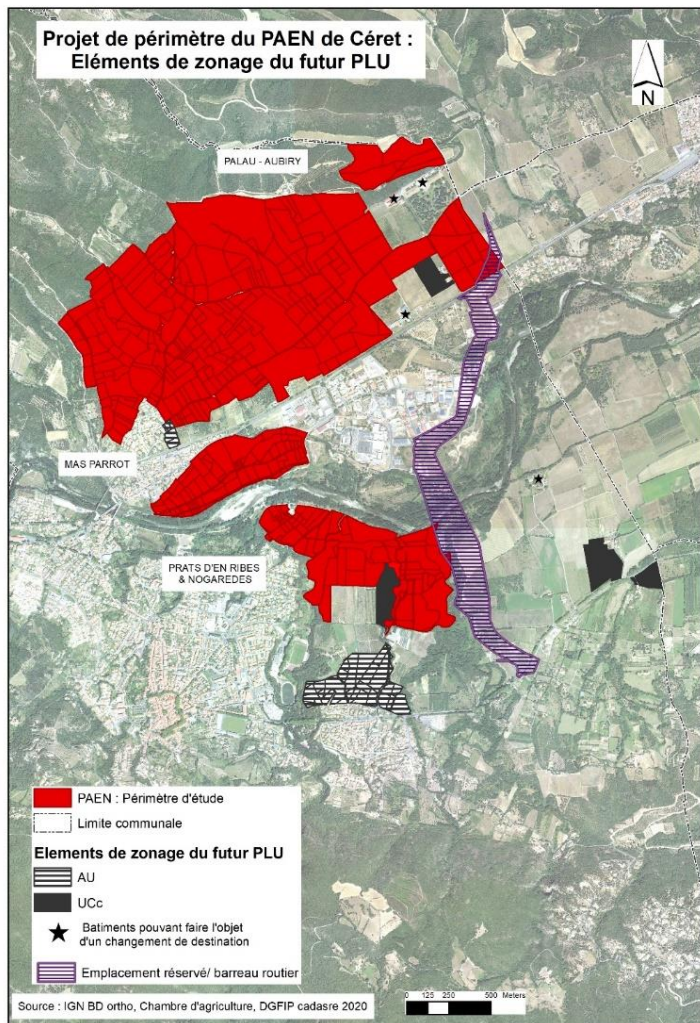 Projet de périmètre du PAEN de Céret :
Eléments de zonage du futur PLU
N
PALAU - AUBIRY
MAS PARROT
PRATS D'EN RIBES
& NOGAREDES
PAEN : Périmètre d'étude
Limite communale
Elements de zonage du futur PLU
AU
UCc
Batiments pouvant faire l'objet
d'un changement de destination
Emplacement réservé/ barreau routier
Source : IGN BD ortho, Chambre d'agriculture, DGFIP cadasre 2020
0 125 250 500 Meters